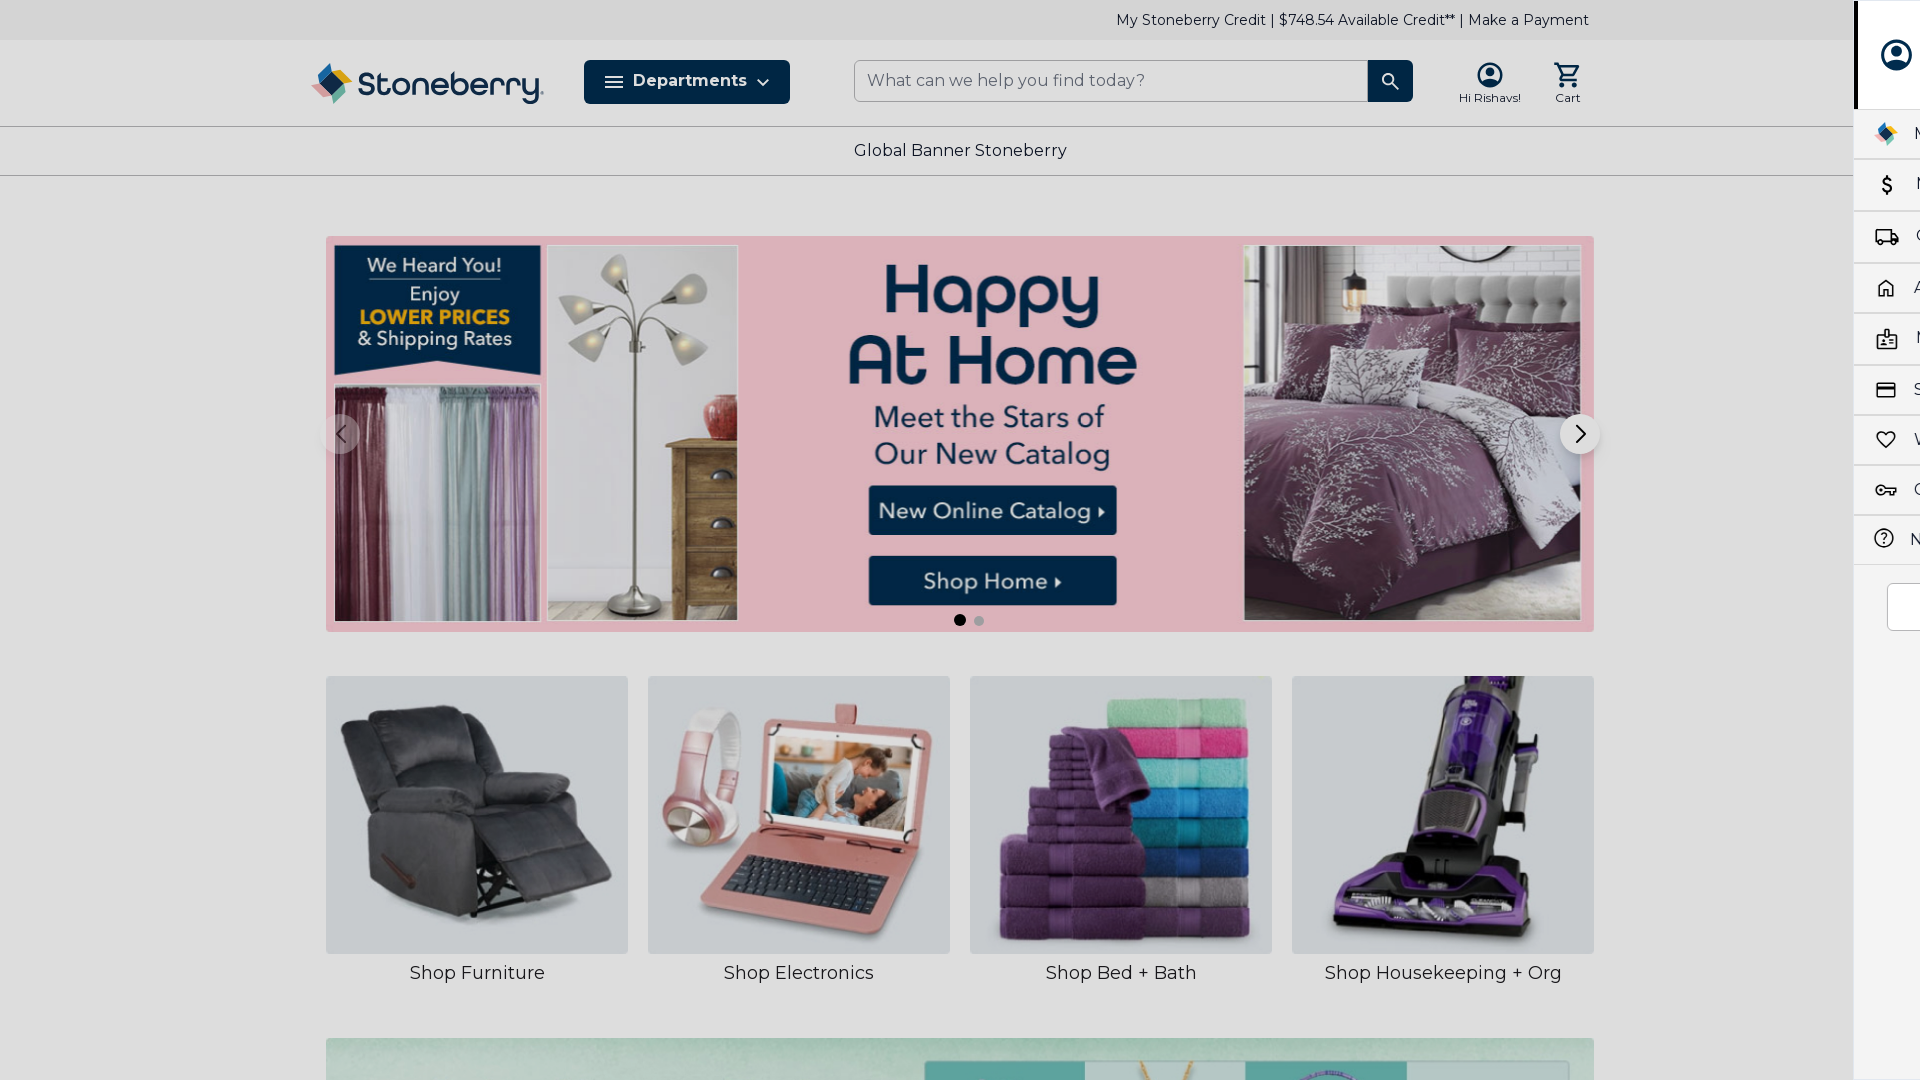 My Stoneberry Credit | $748.54 Available Credit** | Make a Payment
Stoneberry
Departments
What can we help you find today?
Hi Rishavs!
Cart
Global Banner Stoneberry
We Heard You!
Enjoy
LOWER PRICES
& Shipping Rates
Happy
At Home
Meet the Stars of
Our New Catalog
New Online Catalog
Shop Home
Shop Furniture
Shop Electronics
Shop Bed + Bath
Shop Housekeeping + Org